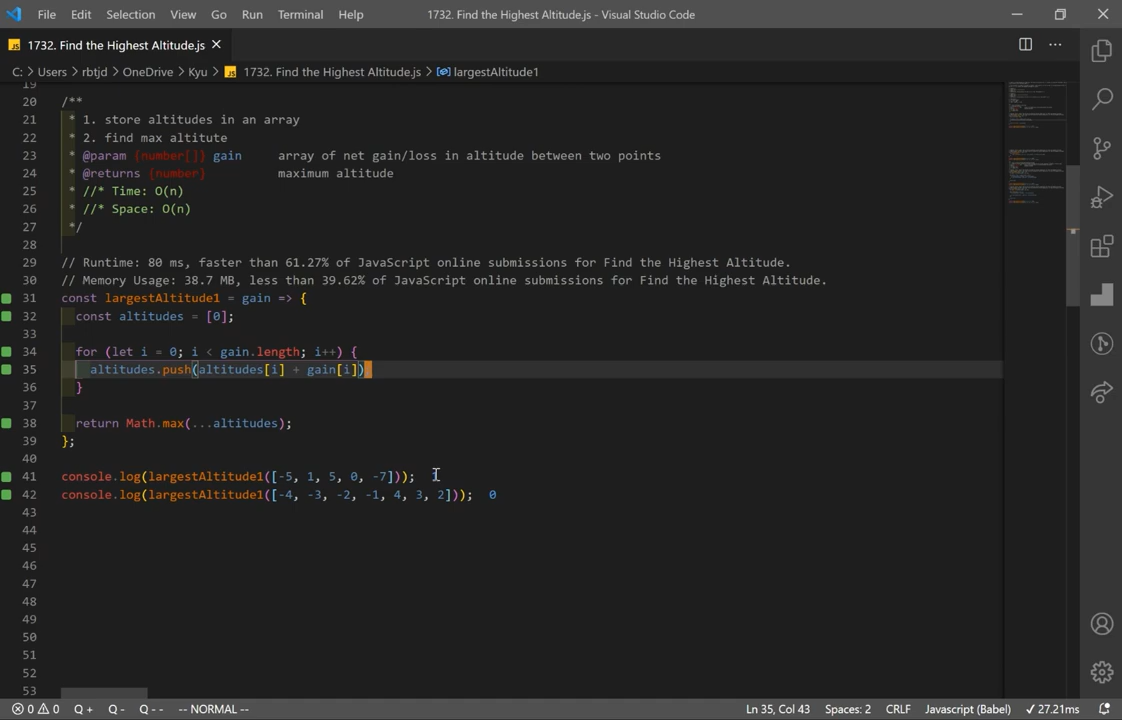 File Edit Selection View Go Run Terminal Help 1732. Find the Highest Altitude.js - Visual Studio Code
JS 1732. Find the Highest Altitude.js
C: > Users > rbtjd > OneDrive > Kyu > JS 1732. Find the Highest Altitude.js > largestAltitude1
19
20 /**
21 * 1. store altitudes in an array
22 * 2. find max altitute
23 * @param {number[]} gain array of net gain/loss in altitude between two points
24 * @returns {number} maximum altitude
25 * //* Time: O(n)
26 * //* Space: O(n)
27 */
28
29 // Runtime: 80 ms, faster than 61.27% of JavaScript online submissions for Find the Highest Altitude.
30 // Memory Usage: 38.7 MB, less than 39.62% of JavaScript online submissions for Find the Highest Altitude.
31 const largestAltitude1 = gain => {
32 const altitudes = [0];
33
34 for (let i = 0; i < gain.length; i++) {
35 altitudes.push(altitudes[i] + gain[i]);
36 }
37
38 return Math.max(...altitudes);
39 };
40
41 console.log(largestAltitude1([-5, 1, 5, 0, -7]));
42 console.log(largestAltitude1([-4, -3, -2, -1, 4, 3, 2])); 0
43
44
45
46
47
48
49
50
51
52
53
0 0 Q + Q - Q - - -- NORMAL -- Ln 35, Col 43 Spaces: 2 CRLF Javascript (Babel) ✓ 27.21ms